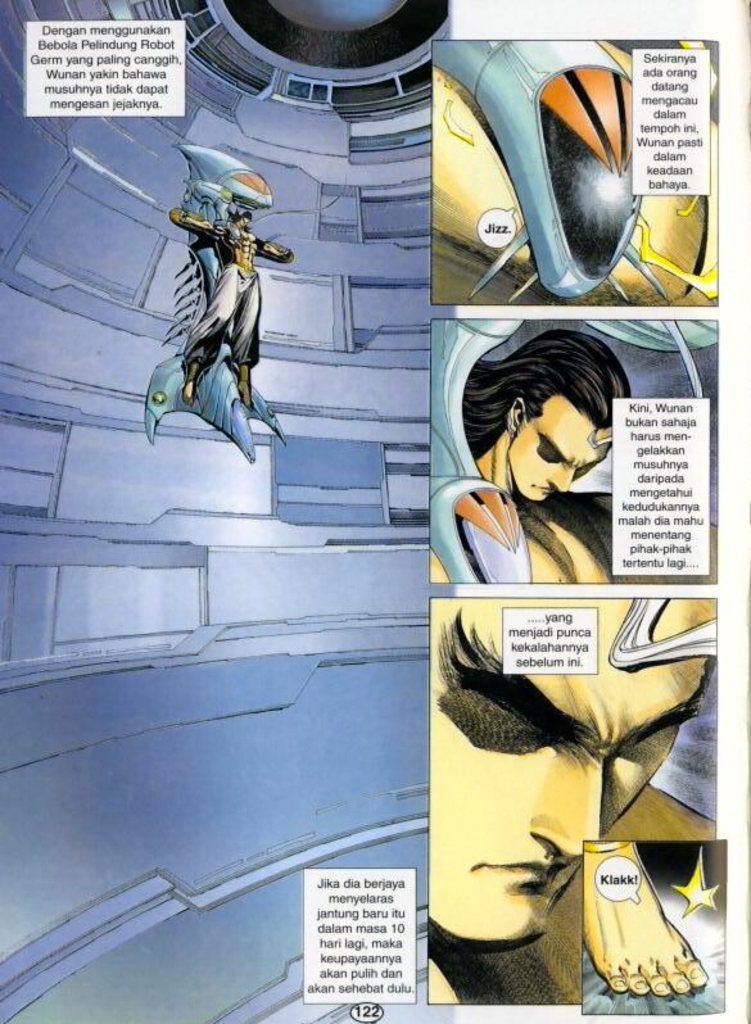 Dengan menggunakan
Bebola Pelindung Robot
Germ yang paling canggih,
Wunan yakin bahawa
musuhnya tidak dapat
mengesan jejaknya.
Jika dia berjaya
menyelaras
jantung baru itu
dalam masa 10
hari lagi, maka
keupayaannya
akan pulih dan
akan sehebat dulu.
Sekiranya
ada orang
datang
mengacau
dalam
tempoh ini,
Wunan pasti
dalam
keadaan
bahaya.
Jizz.
Kini, Wunan
bukan sahaja
harus men-
gelakkan
musuhnya
daripada
mengetahui
kedudukannya
malah dia mahu
menentang
pihak-pihak
tertentu lagi....
.....yang
menjadi punca
kekalahannya
sebelum ini.
Klakk!
122